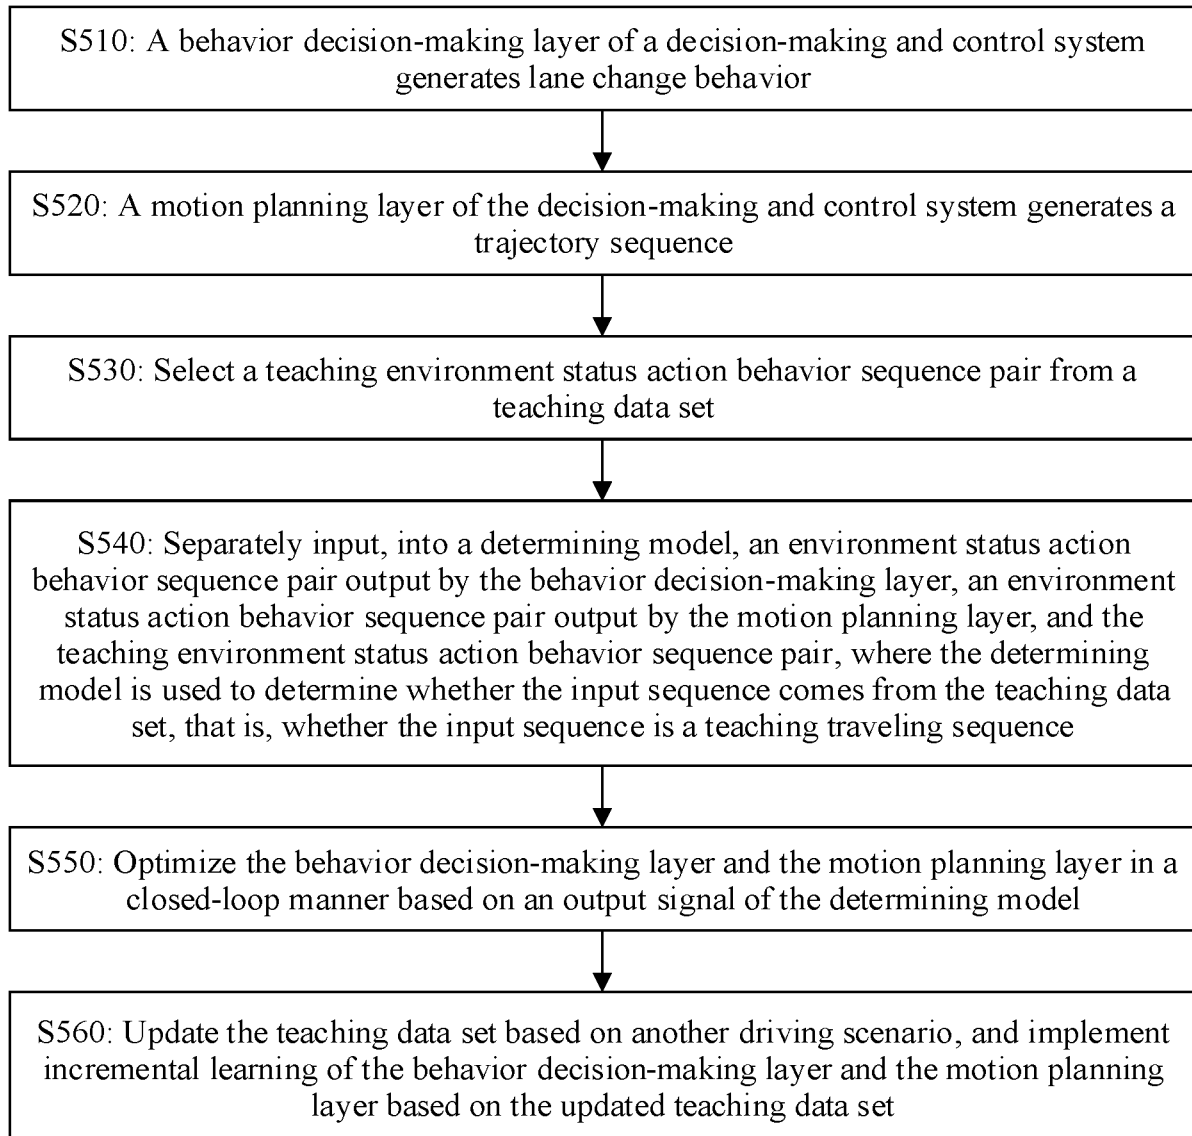 S510: A behavior decision-making layer of a decision-making and control system
generates lane change behavior
S520: A motion planning layer of the decision-making and control system generates a
trajectory sequence
S530: Select a teaching environment status action behavior sequence pair from a
teaching data set
S540: Separately input, into a determining model, an environment status action
behavior sequence pair output by the behavior decision-making layer, an environment
status action behavior sequence pair output by the motion planning layer, and the
teaching environment status action behavior sequence pair, where the determining
model is used to determine whether the input sequence comes from the teaching data
set, that is, whether the input sequence is a teaching traveling sequence
S550: Optimize the behavior decision-making layer and the motion planning layer in a
closed-loop manner based on an output signal of the determining model
S560: Update the teaching data set based on another driving scenario, and implement
incremental learning of the behavior decision-making layer and the motion planning
layer based on the updated teaching data set